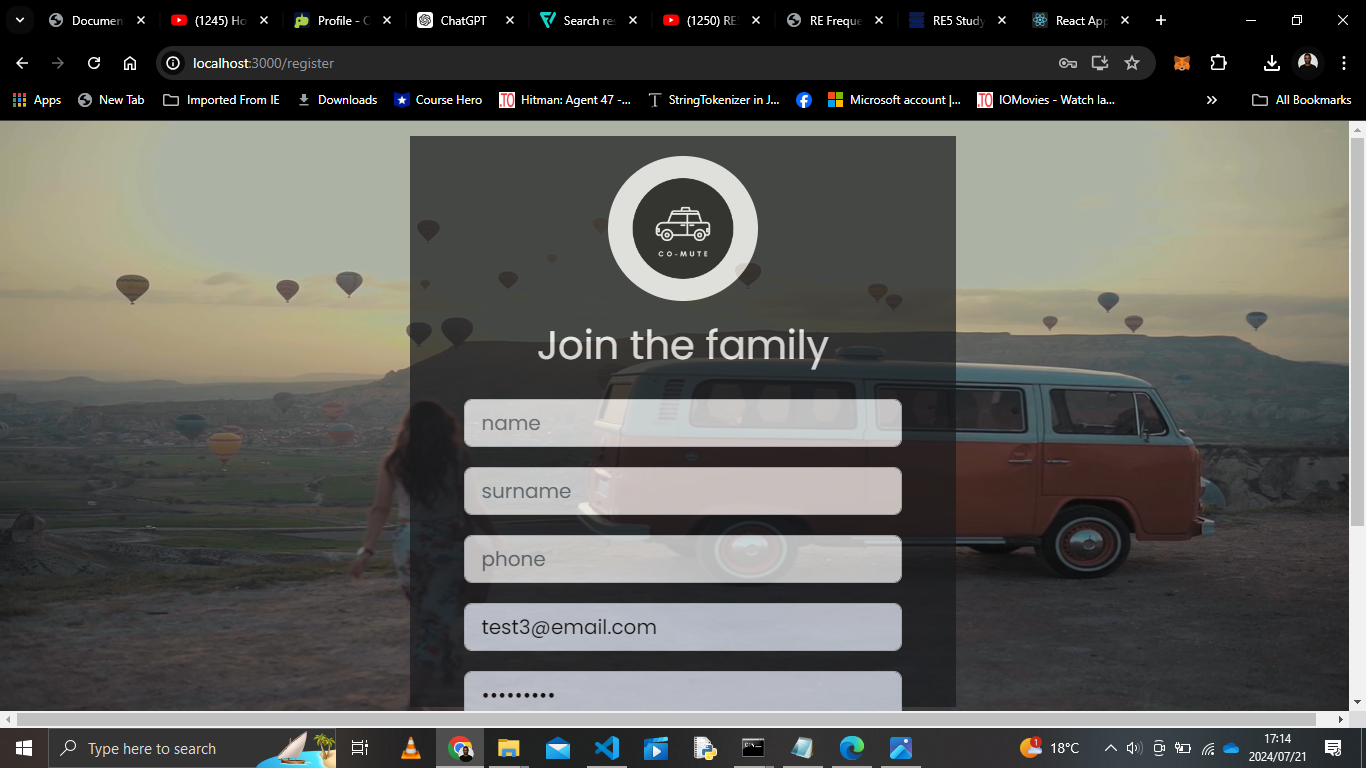 Documen
(1245) Ho
Profile - C
ChatGPT
Search re
(1250) RE
RE Freque
RE5 Study
React App
localhost:3000/register
Apps
New Tab
Imported From IE
Downloads
Course Hero
Hitman: Agent 47 -...
StringTokenizer in J...
Microsoft account |...
IOMovies - Watch la...
All Bookmarks
CO-MUTE
Join the family
name
surname
phone
test3@email.com
•••••••••
Type here to search
1
18°C
17:14
2024/07/21